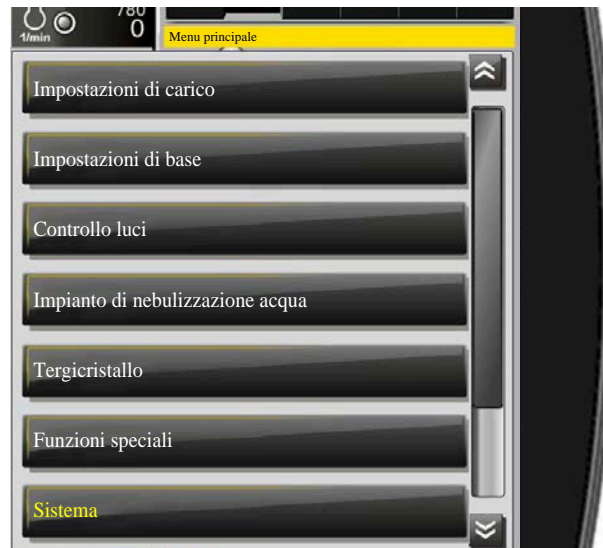 780
1/min
0
Menu principale
Impostazioni di carico
Impostazioni di base
Controllo luci
Impianto di nebulizzazione acqua
Tergicristallo
Funzioni speciali
Sistema